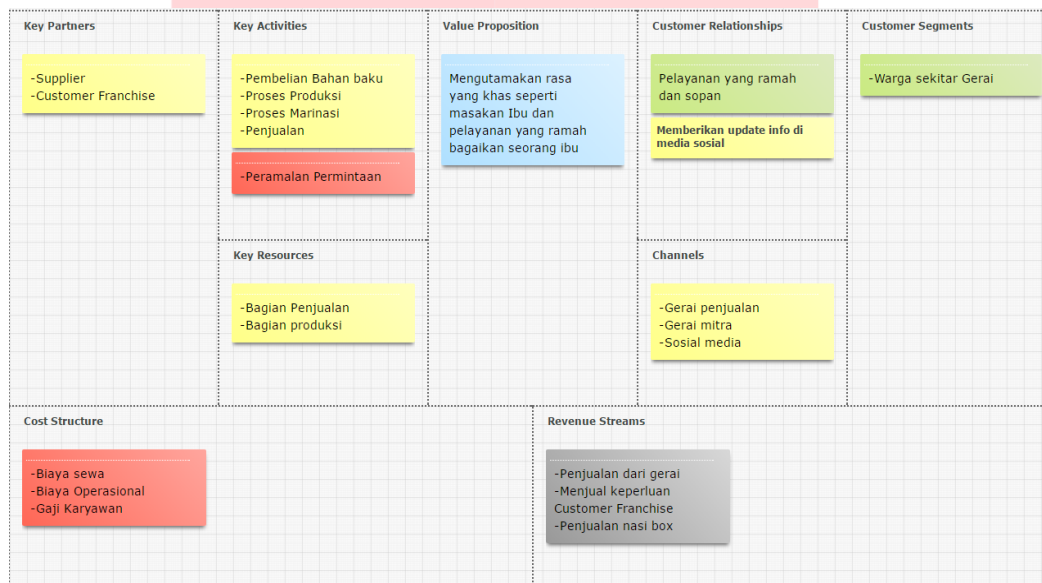 Key Partners
-Supplier
-Customer Franchise
Key Activities
-Pembelian Bahan baku
-Proses Produksi
-Proses Marinasi
-Penjualan
-Peramalan Permintaan
Key Resources
-Bagian Penjualan
-Bagian produksi
Value Proposition
Mengutamakan rasa
yang khas seperti
masakan Ibu dan
pelayanan yang ramah
bagaikan seorang ibu
Customer Relationships
Pelayanan yang ramah
dan sopan
Memberikan update info di
media sosial
Channels
-Gerai penjualan
-Gerai mitra
-Sosial media
Customer Segments
-Warga sekitar Gerai
Cost Structure
-Biaya sewa
-Biaya Operasional
-Gaji Karyawan
Revenue Streams
-Penjualan dari gerai
-Menjual keperluan
Customer Franchise
-Penjualan nasi box